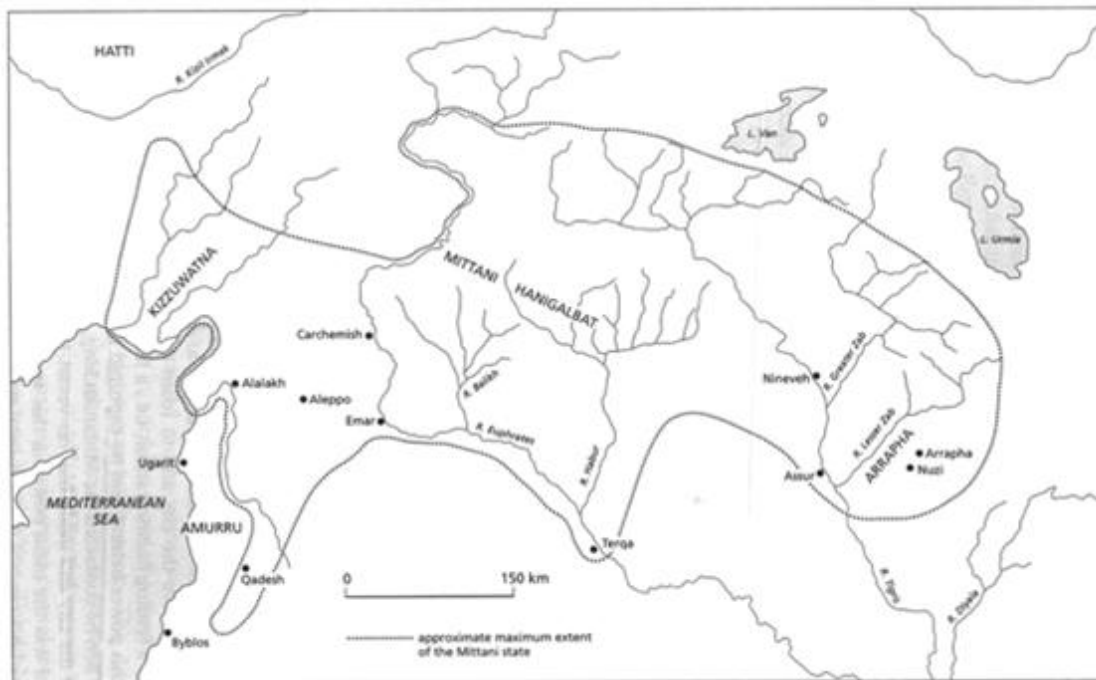 HATTI
R. Kizil Irmak
L. Van
L. Urmia
KIZZUWATNA
MITTANI
HANIGALBAT
Carchemish
R. Balikh
Nineveh
R. Greater Zab
Alalakh
Aleppo
Emar
R. Euphrates
R. Habur
R. Lesser Zab
ARRAPHA
Arrapha
Nuzi
Ugarit
Assur
MEDITERRANEAN
SEA
AMURRU
Terqa
Qadesh
0 150 km
R. Tigris
R. Diyala
Byblos
approximate maximum extent
of the Mittani state